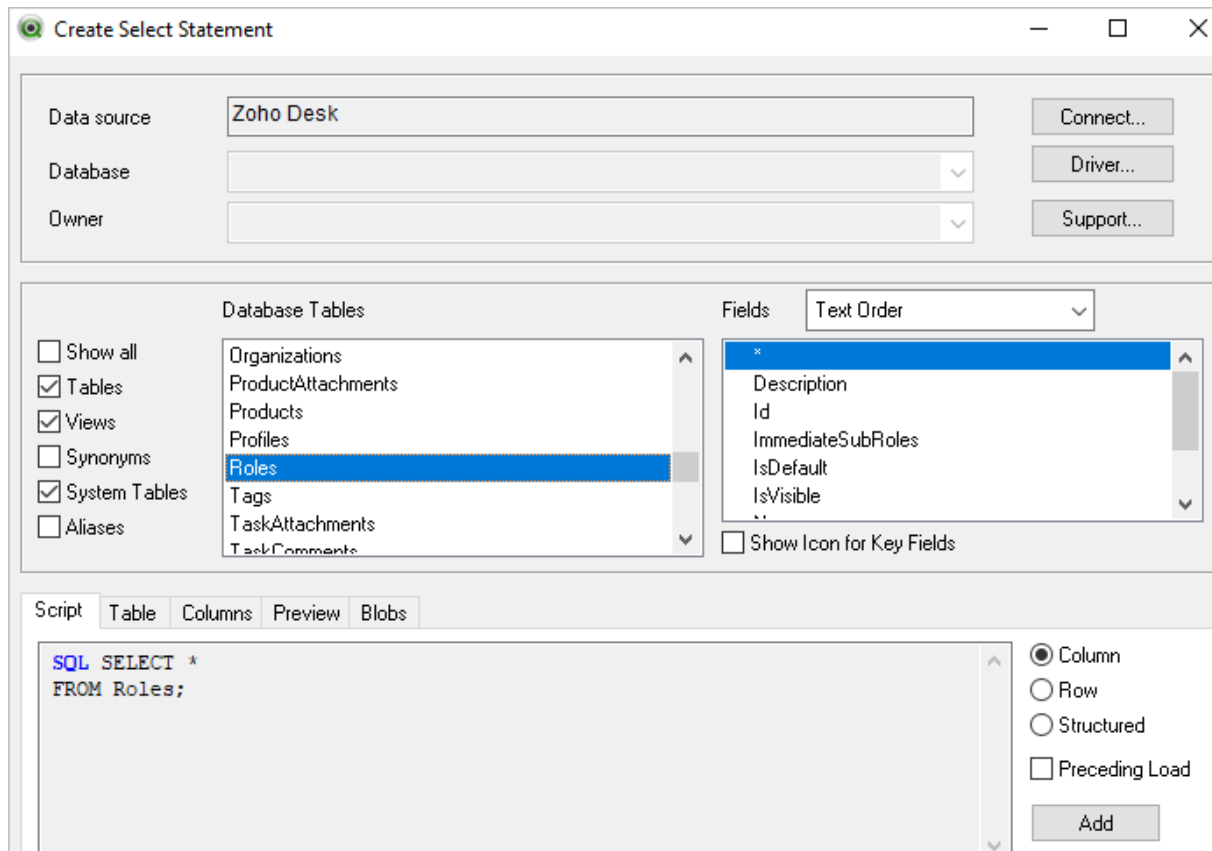 Create Select Statement
Data source
Zoho Desk
Connect...
Database
Driver...
Owner
Support...
Database Tables
Fields
Text Order
Show all
Tables
Views
Synonyms
System Tables
Aliases
Organizations
ProductAttachments
Products
Profiles
Roles
Tags
TaskAttachments
TaskComments
*
Description
Id
ImmediateSubRoles
IsDefault
IsVisible
Show Icon for Key Fields
Script
Table
Columns
Preview
Blobs
SQL SELECT *
FROM Roles;
Column
Row
Structured
Preceding Load
Add